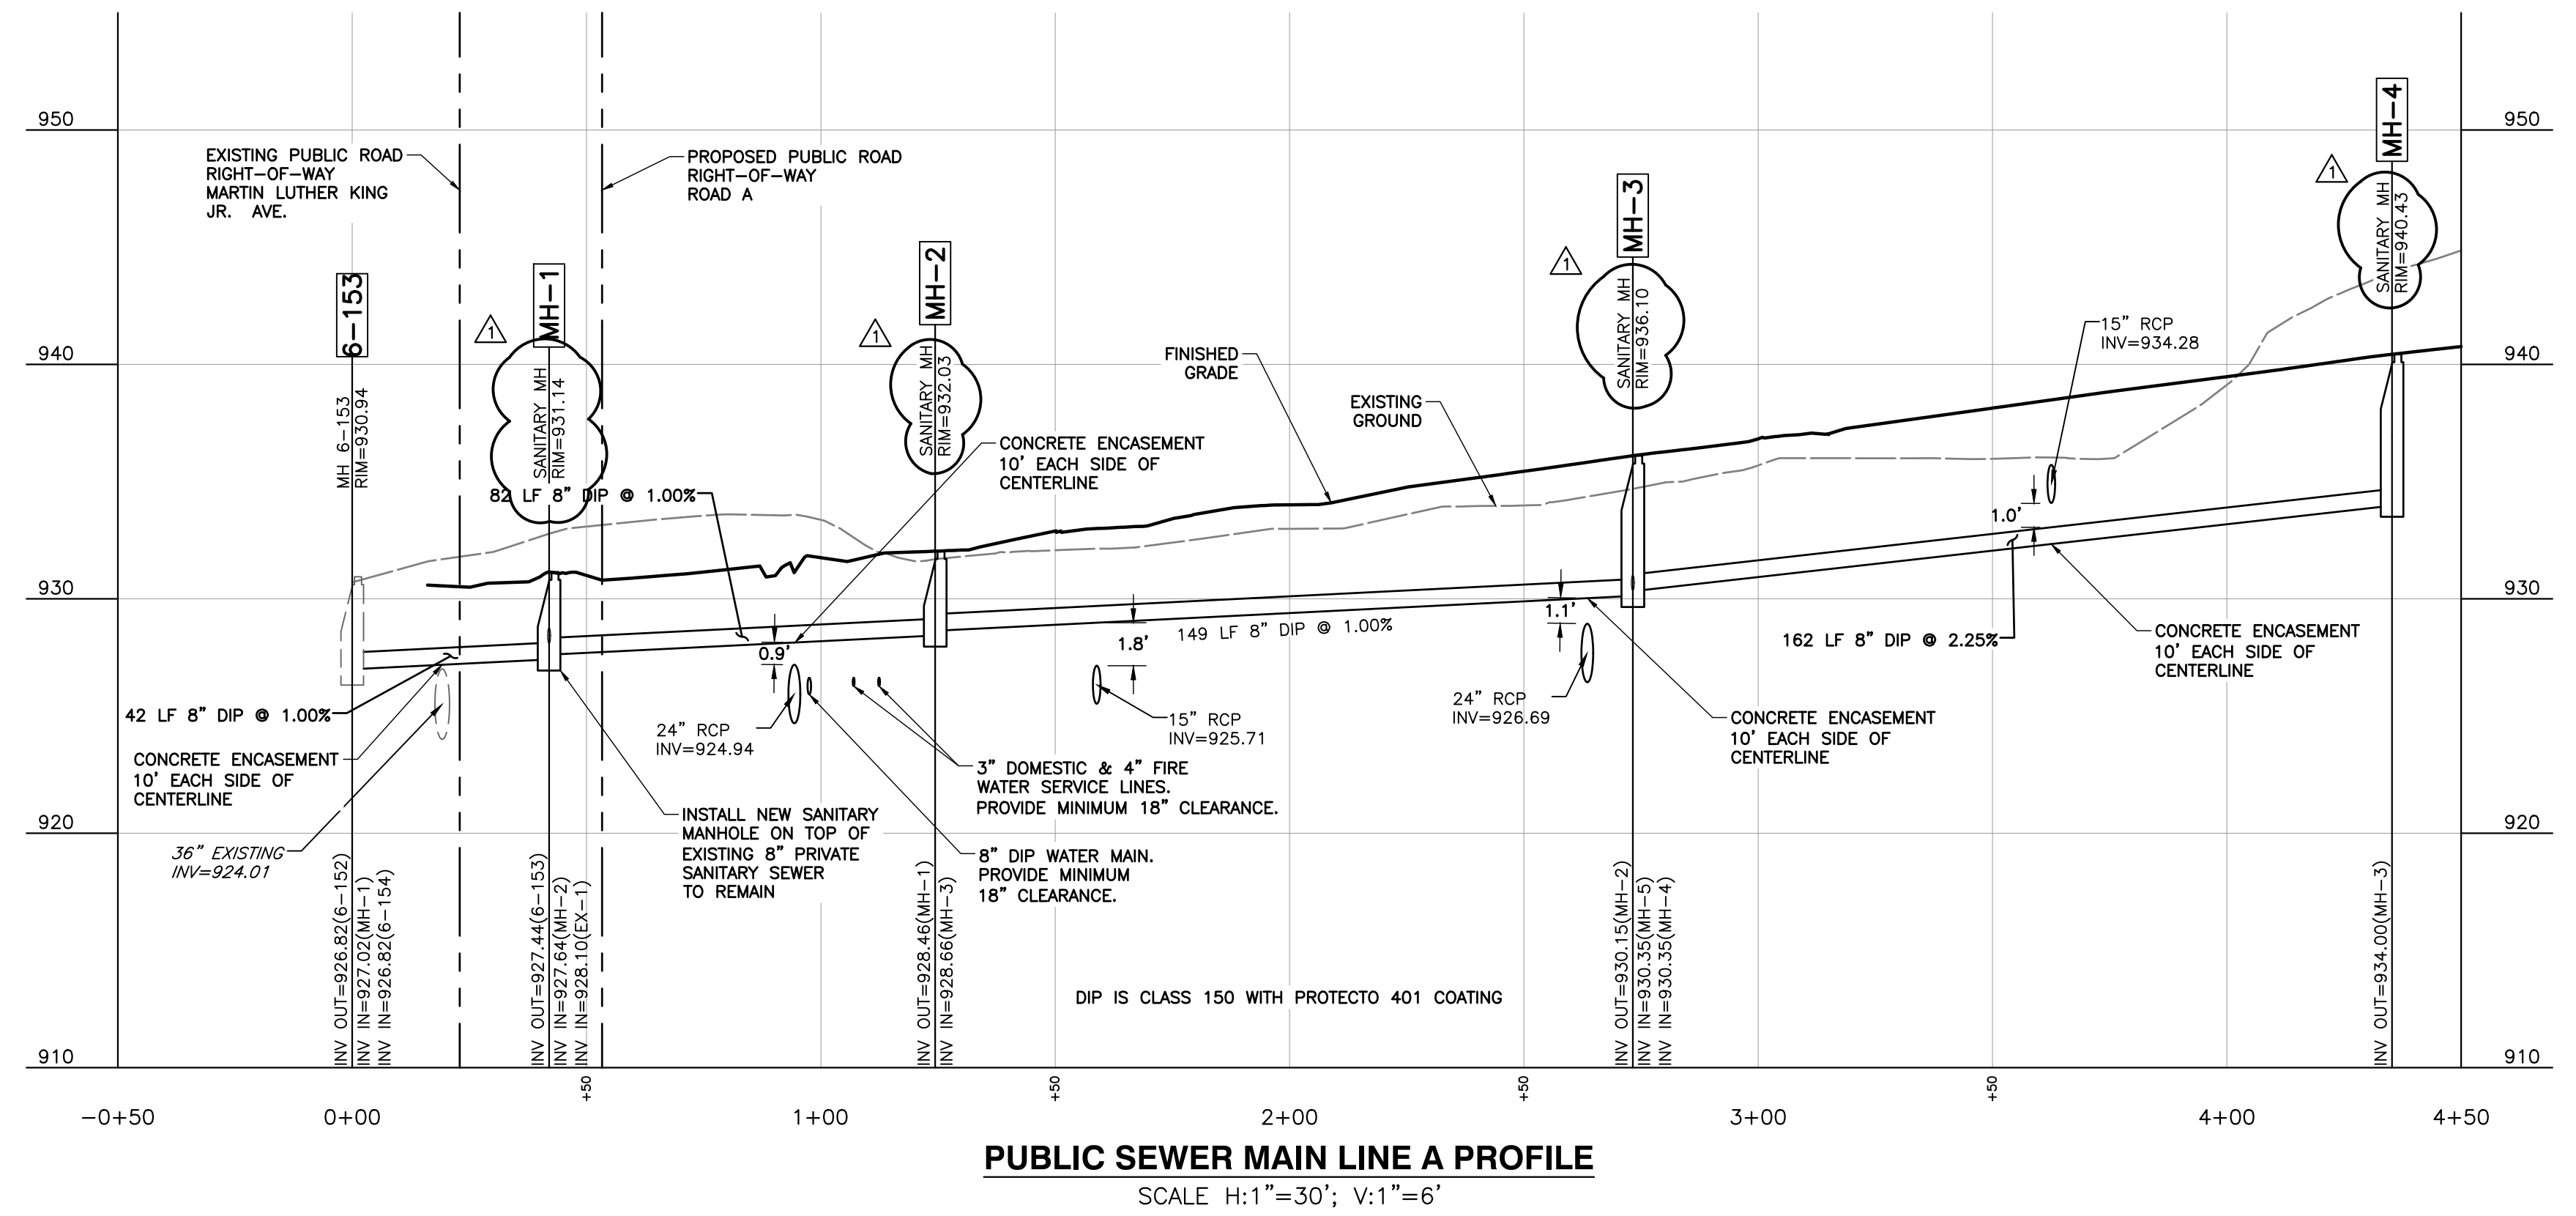 950
950
EXISTING PUBLIC ROAD
RIGHT-OF-WAY
MARTIN LUTHER KING
JR. AVE.
PROPOSED PUBLIC ROAD
RIGHT-OF-WAY
ROAD A
6-153
MH 6-153
RIM=930.94
1
MH-1
SANITARY MH
RIM=931.14
1
MH-2
SANITARY MH
RIM=932.03
1
MH-3
SANITARY MH
RIM=936.10
1
MH-4
SANITARY MH
RIM=940.43
940
940
FINISHED
GRADE
EXISTING
GROUND
15" RCP
INV=934.28
82 LF 8" DIP @ 1.00%
CONCRETE ENCASEMENT
10' EACH SIDE OF
CENTERLINE
1.0'
930
930
0.9'
1.8'
149 LF 8" DIP @ 1.00%
1.1'
162 LF 8" DIP @ 2.25%
CONCRETE ENCASEMENT
10' EACH SIDE OF
CENTERLINE
42 LF 8" DIP @ 1.00%
24" RCP
INV=924.94
15" RCP
INV=925.71
24" RCP
INV=926.69
CONCRETE ENCASEMENT
10' EACH SIDE OF
CENTERLINE
CONCRETE ENCASEMENT
10' EACH SIDE OF
CENTERLINE
3" DOMESTIC & 4" FIRE
WATER SERVICE LINES.
PROVIDE MINIMUM 18" CLEARANCE.
INSTALL NEW SANITARY
MANHOLE ON TOP OF
EXISTING 8" PRIVATE
SANITARY SEWER
TO REMAIN
8" DIP WATER MAIN.
PROVIDE MINIMUM
18" CLEARANCE.
920
920
36" EXISTING
INV=924.01
INV OUT=926.82(6-152)
INV IN=927.02(MH-1)
INV IN=926.82(6-154)
INV OUT=927.44(6-153)
INV IN=927.64(MH-2)
INV IN=928.10(EX-1)
INV OUT=928.46(MH-1)
INV IN=928.66(MH-3)
INV OUT=930.15(MH-2)
INV IN=930.35(MH-5)
INV IN=930.35(MH-4)
INV OUT=934.00(MH-3)
DIP IS CLASS 150 WITH PROTECTO 401 COATING
910
910
-0+50
0+00
+50
1+00
+50
2+00
+50
3+00
+50
4+00
4+50
PUBLIC SEWER MAIN LINE A PROFILE
SCALE H:1"=30'; V:1"=6'